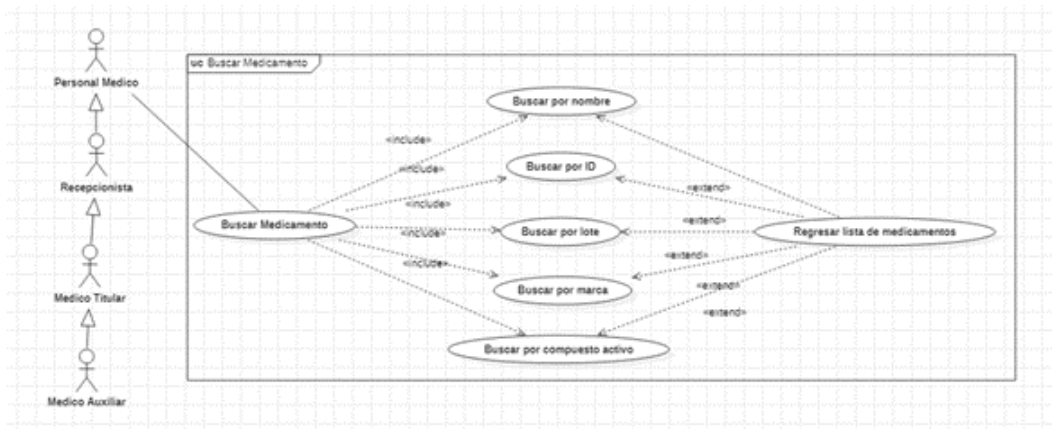 uc Buscar Medicamento
Personal Medico
Buscar por nombre
«include»
«include»
Buscar por ID
Recepcionista
«extend»
«include»
Buscar Medicamento
«extend»
«include»
Buscar por lote
Regresar lista de medicamentos
«extend»
«include»
«extend»
Buscar por marca
Medico Titular
«extend»
Buscar por compuesto activo
Medico Auxiliar